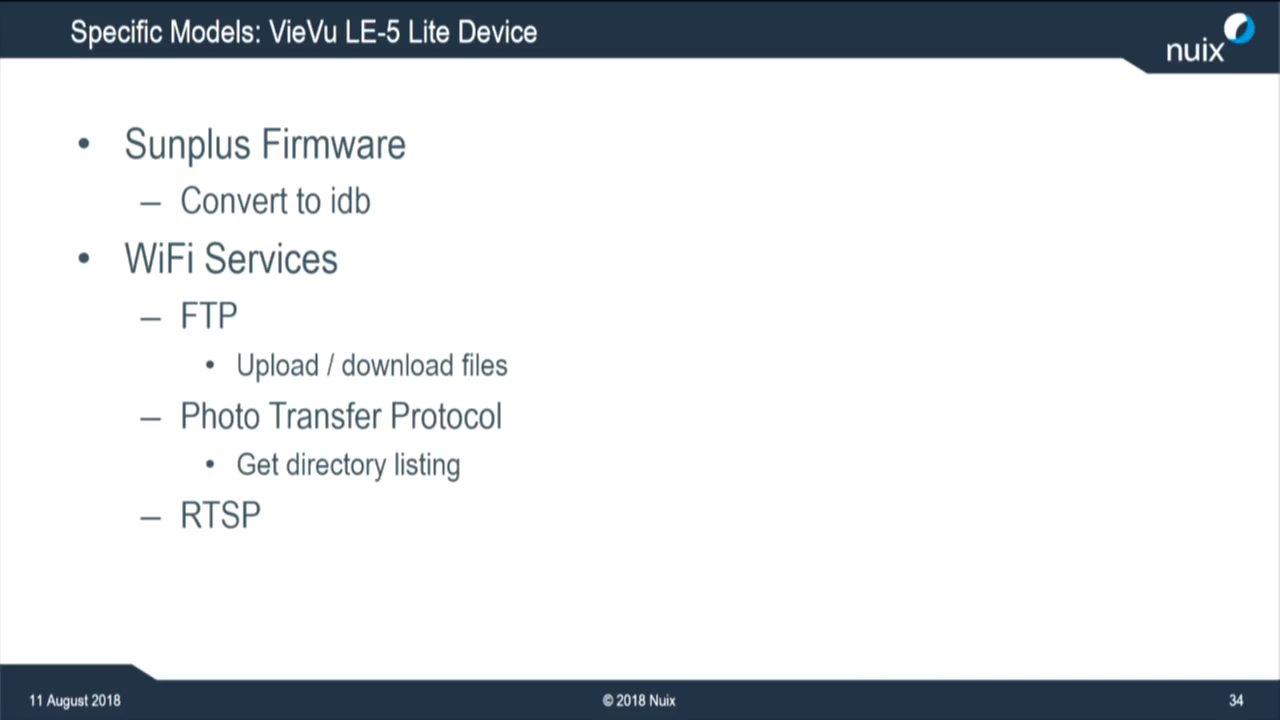 Specific Models: VieVu LE-5 Lite Device
nuix
• Sunplus Firmware
– Convert to idb
• WiFi Services
– FTP
• Upload / download files
– Photo Transfer Protocol
• Get directory listing
– RTSP
11 August 2018
© 2018 Nuix
34